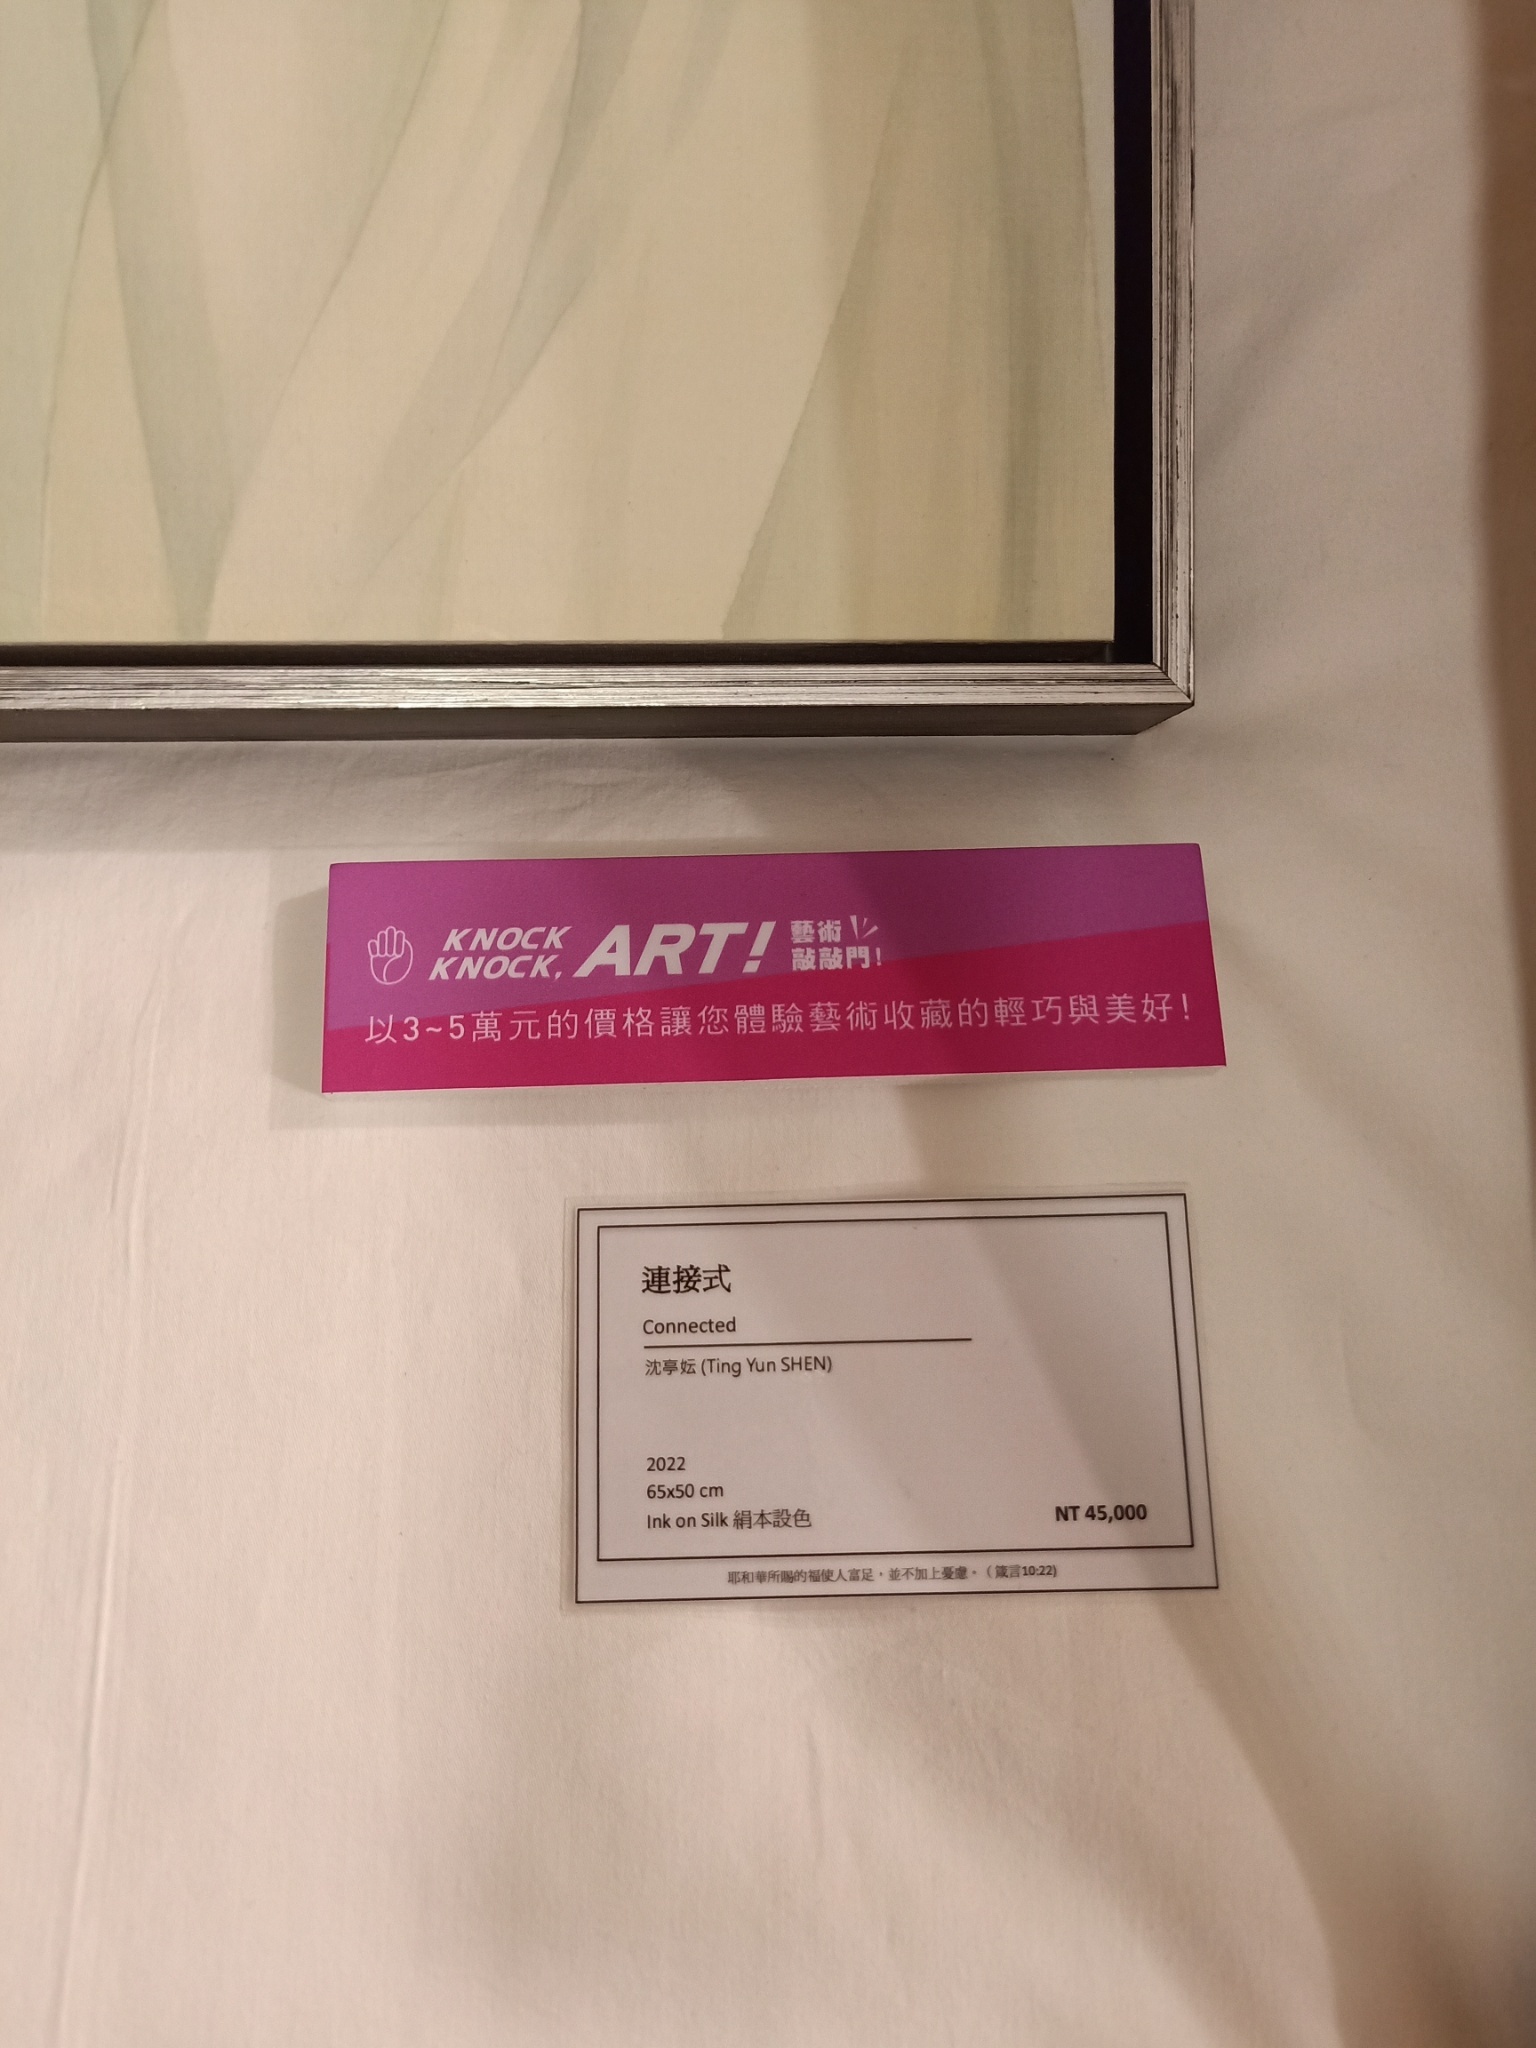 KNOCK
KNOCK, ART! 藝術
敲敲門!
以3~5萬元的價格讓您體驗藝術收藏的輕巧與美好!
連接式
Connected
沈亭妘 (Ting Yun SHEN)
2022
65x50 cm
Ink on Silk 絹本設色
NT 45,000
耶和華所賜的福使人富足，並不加上憂慮。（箴言10:22)